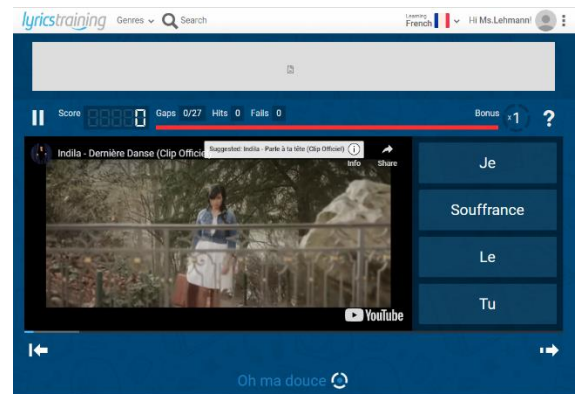 lyricstraining Genres Search Learning French Hi Ms.Lehmann!
Score 0 Gaps 0/27 Hits 0 Fails 0 Bonus x1 ?
Indila - Dernière Danse (Clip Officie
Suggested: Indila - Parle à ta tête (Clip Officiel)
Info Share
Je
Souffrance
Le
Tu
YouTube
Oh ma douce